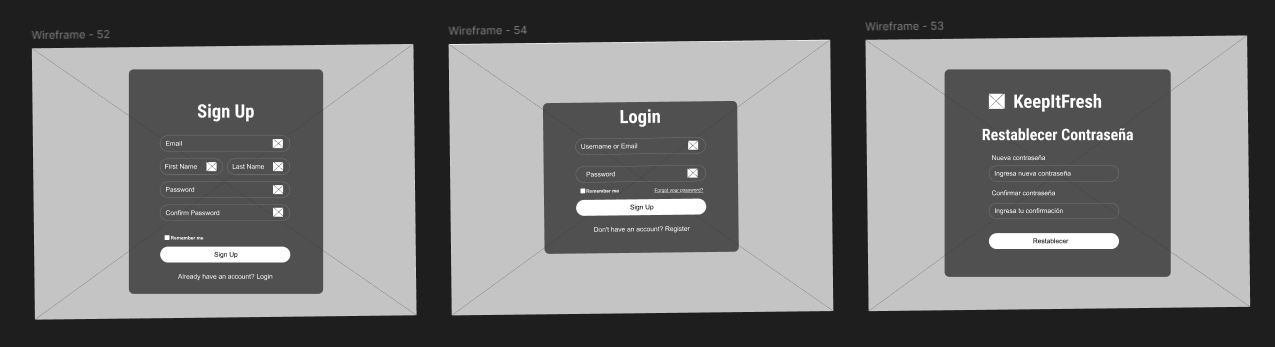 Wireframe - 52
Sign Up
Email
First Name
Last Name
Password
Confirm Password
Remember me
Sign Up
Already have an account? Login
Wireframe - 54
Login
Username or Email
Password
Remember me
Forgot your password?
Sign Up
Don't have an account? Register
Wireframe - 53
KeepItFresh
Restablecer Contraseña
Nueva contraseña
Ingresa nueva contraseña
Confirmar contraseña
Ingresa tu confirmación
Restablecer